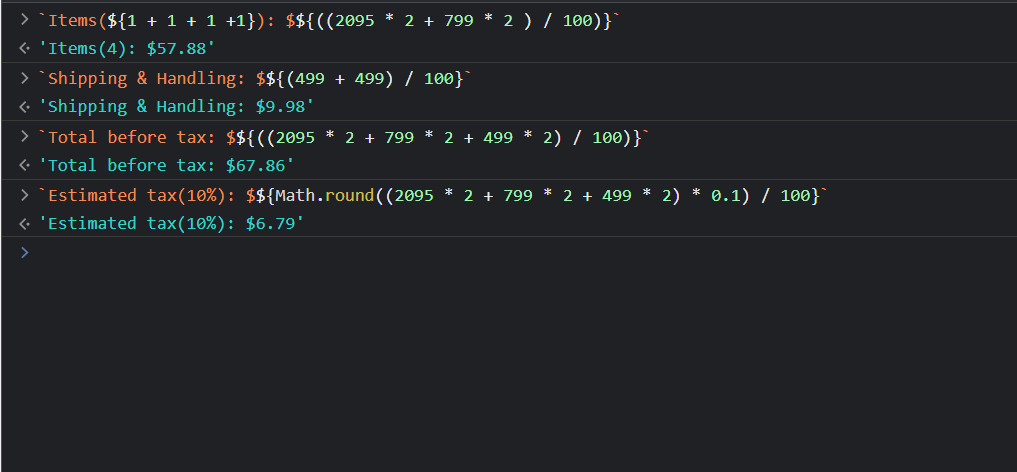 > `Items(${1 + 1 + 1 +1}): $${((2095 * 2 + 799 * 2 ) / 100)}`
< 'Items(4): $57.88'
> `Shipping & Handling: $${(499 + 499) / 100}`
< 'Shipping & Handling: $9.98'
> `Total before tax: $${((2095 * 2 + 799 * 2 + 499 * 2) / 100)}`
< 'Total before tax: $67.86'
> `Estimated tax(10%): $${Math.round((2095 * 2 + 799 * 2 + 499 * 2) * 0.1) / 100}`
< 'Estimated tax(10%): $6.79'
>